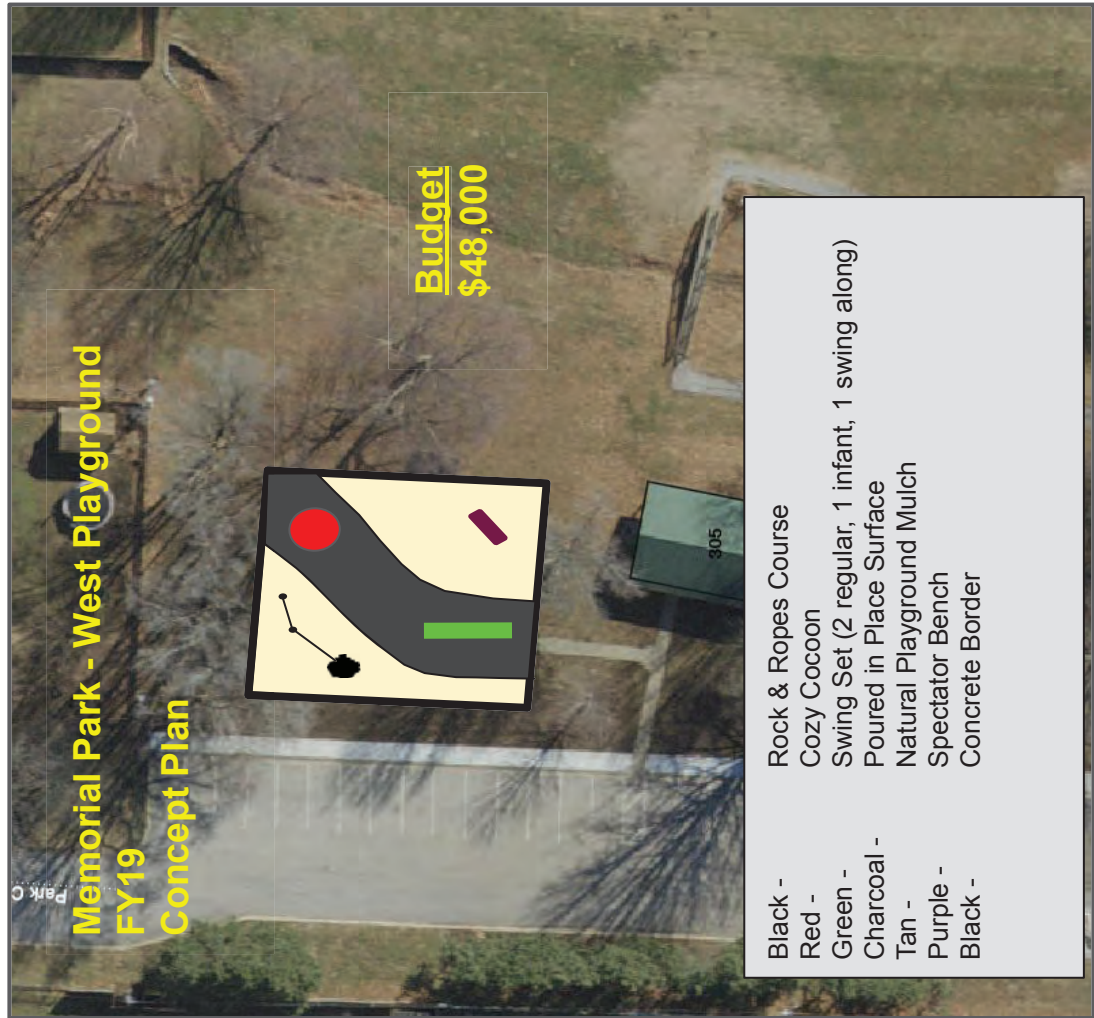 Memorial Park - West Playground
FY19
Concept Plan
Budget
$48,000
Park C
305
Black - Rock & Ropes Course
Red - Cozy Cocoon
Green - Swing Set (2 regular, 1 infant, 1 swing along)
Charcoal - Poured in Place Surface
Tan - Natural Playground Mulch
Purple - Spectator Bench
Black - Concrete Border